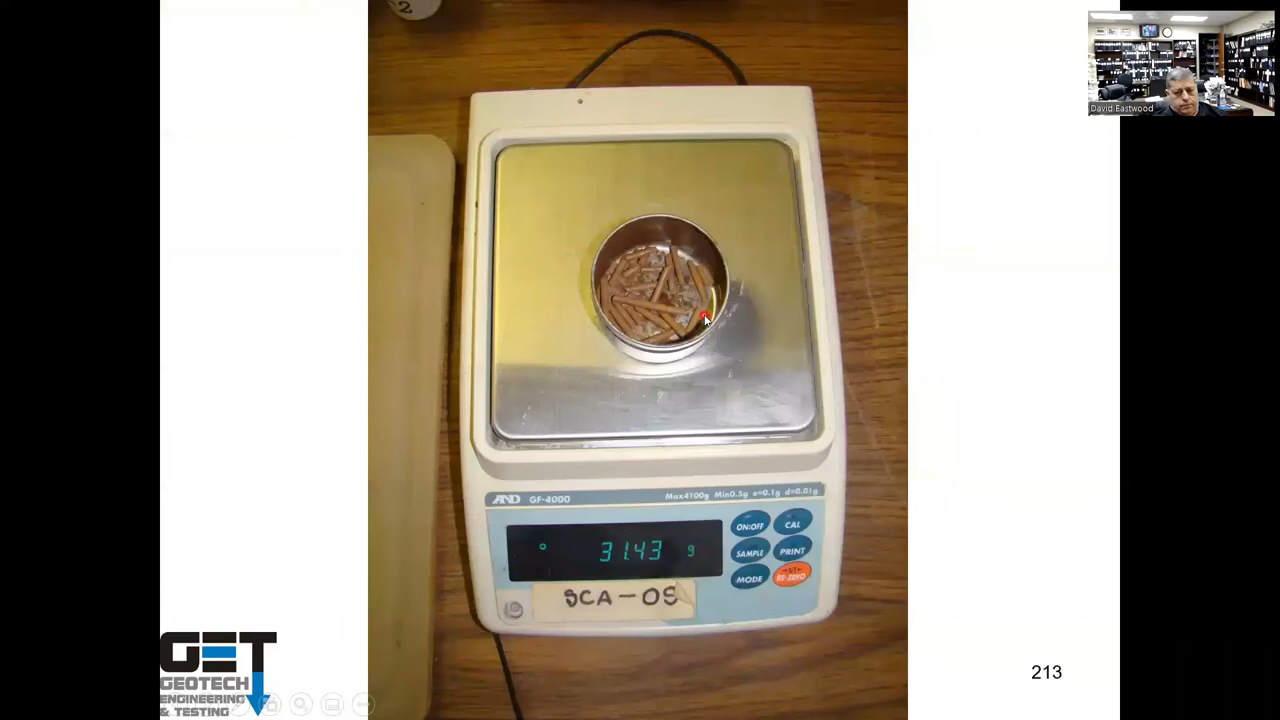 David Eastwood
AND GF-4000 Max4100g Min0.5g e=0.1g d=0.01g
ON:OFF CAL
31.43 g
SAMPLE PRINT
MODE RE-ZERO
SCA-05
GET
GEOTECH
ENGINEERING
& TESTING
213